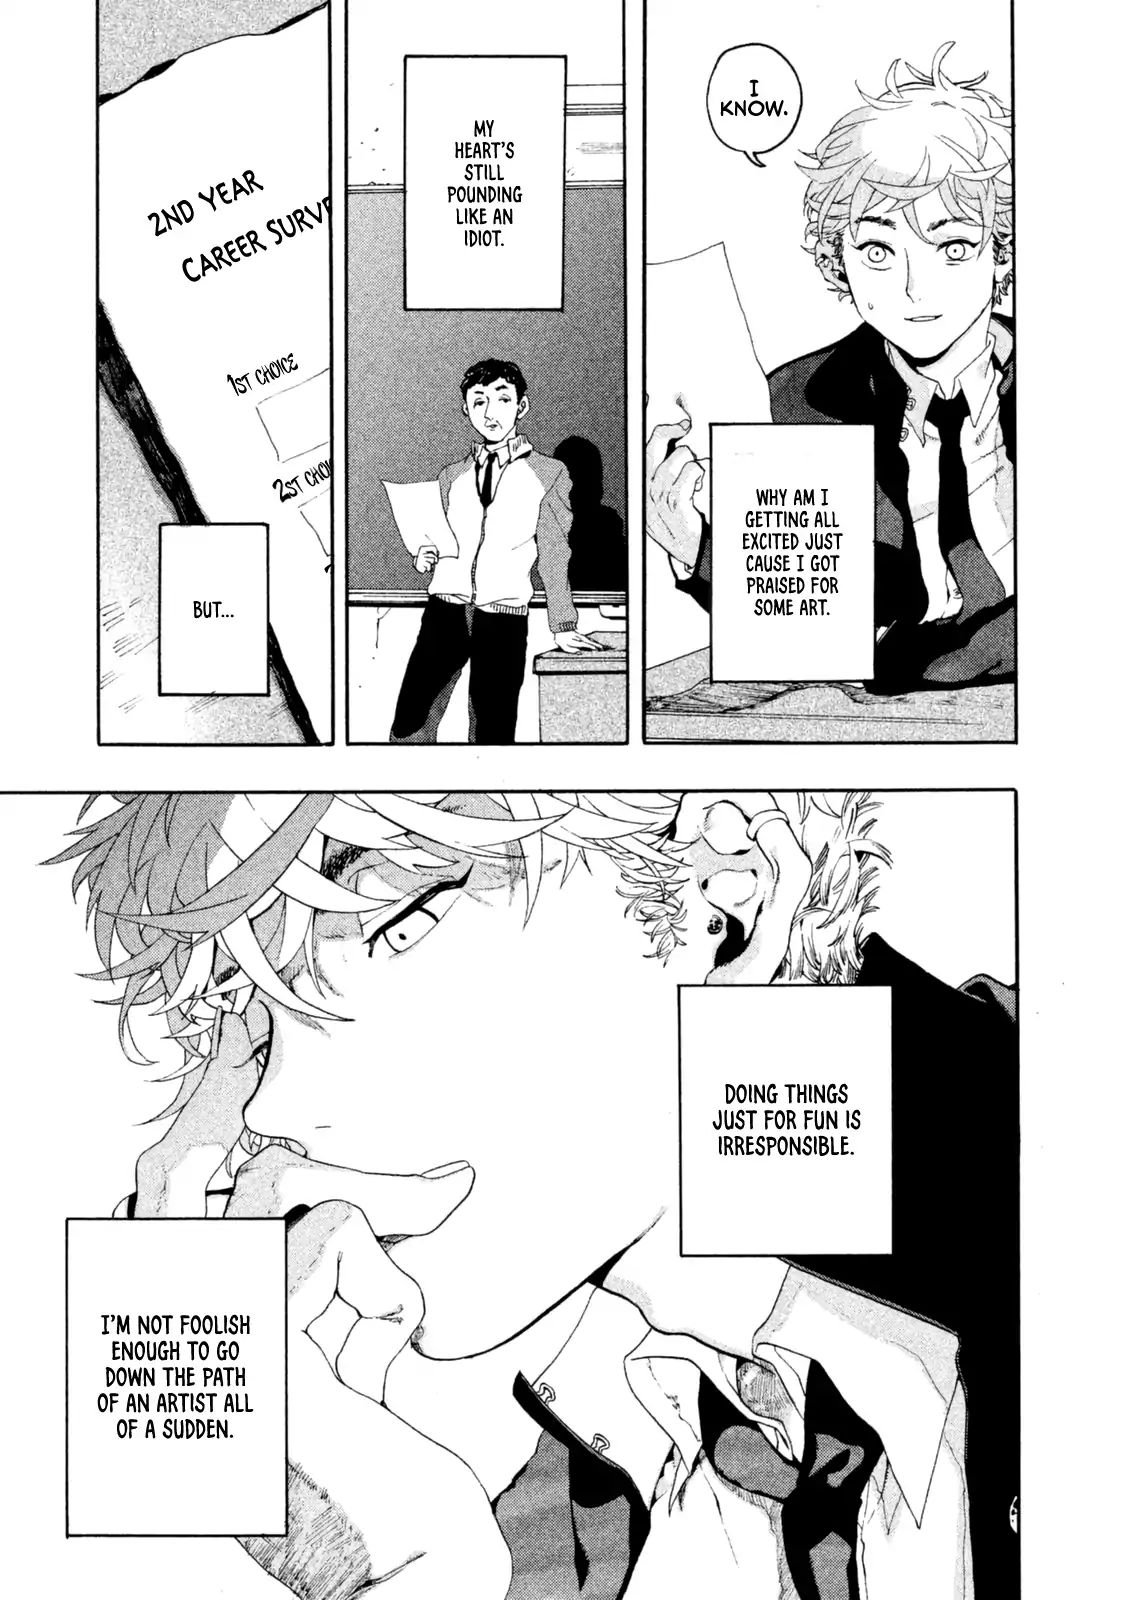 I
KNOW.
WHY AM I
GETTING ALL
EXCITED JUST
CAUSE I GOT
PRAISED FOR
SOME ART.
MY
HEART'S
STILL
POUNDING
LIKE AN
IDIOT.
2ND YEAR
CAREER SURVE
1ST CHOICE
2ST CHOI
BUT...
DOING THINGS
JUST FOR FUN IS
IRRESPONSIBLE.
I'M NOT FOOLISH
ENOUGH TO GO
DOWN THE PATH
OF AN ARTIST ALL
OF A SUDDEN.